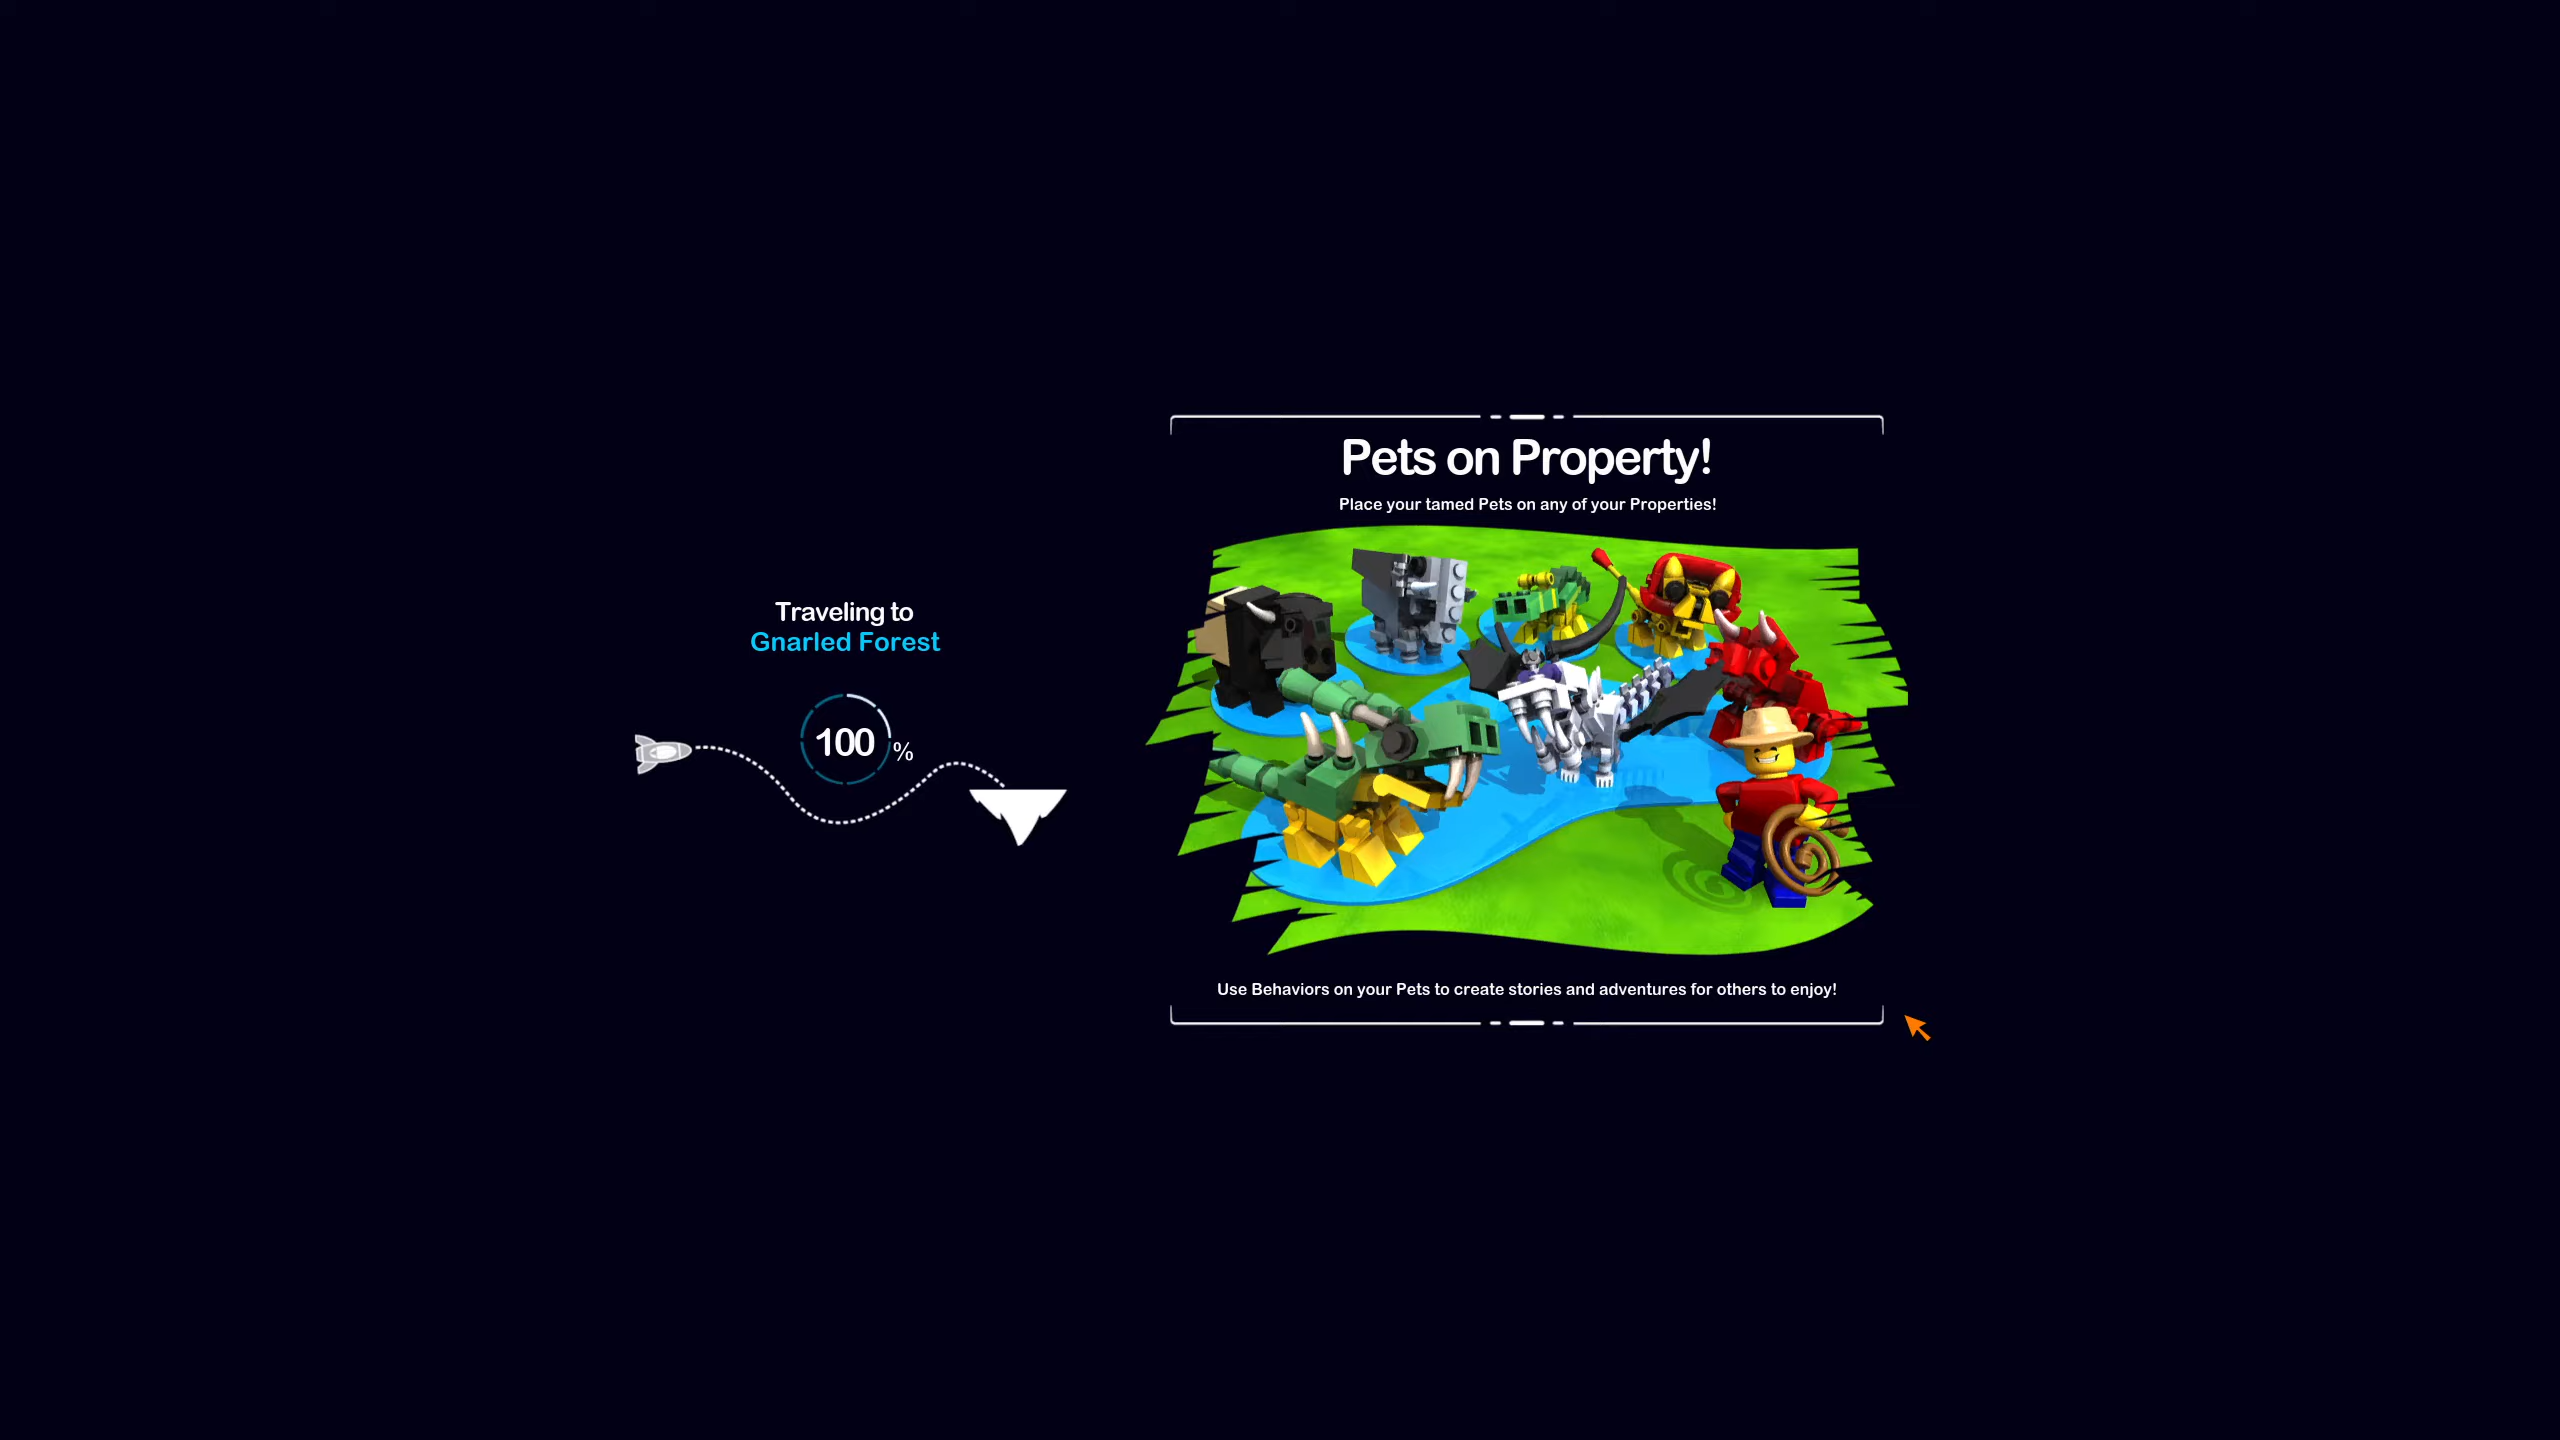 Traveling to
Gnarled Forest
100 %
Pets on Property!
Place your tamed Pets on any of your Properties!
Use Behaviors on your Pets to create stories and adventures for others to enjoy!